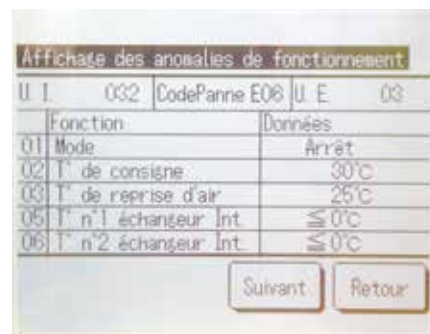 Affichage des anomalies de fonctionnement
U. I. 032 CodePanne E06 U. E. 03
Fonction Données
01 Mode Arrêt
02 T° de consigne 30°C
03 T° de reprise d'air 25°C
05 T° n°1 échangeur Int. ≦ 0°C
06 T° n°2 échangeur Int. ≦ 0°C
Suivant Retour